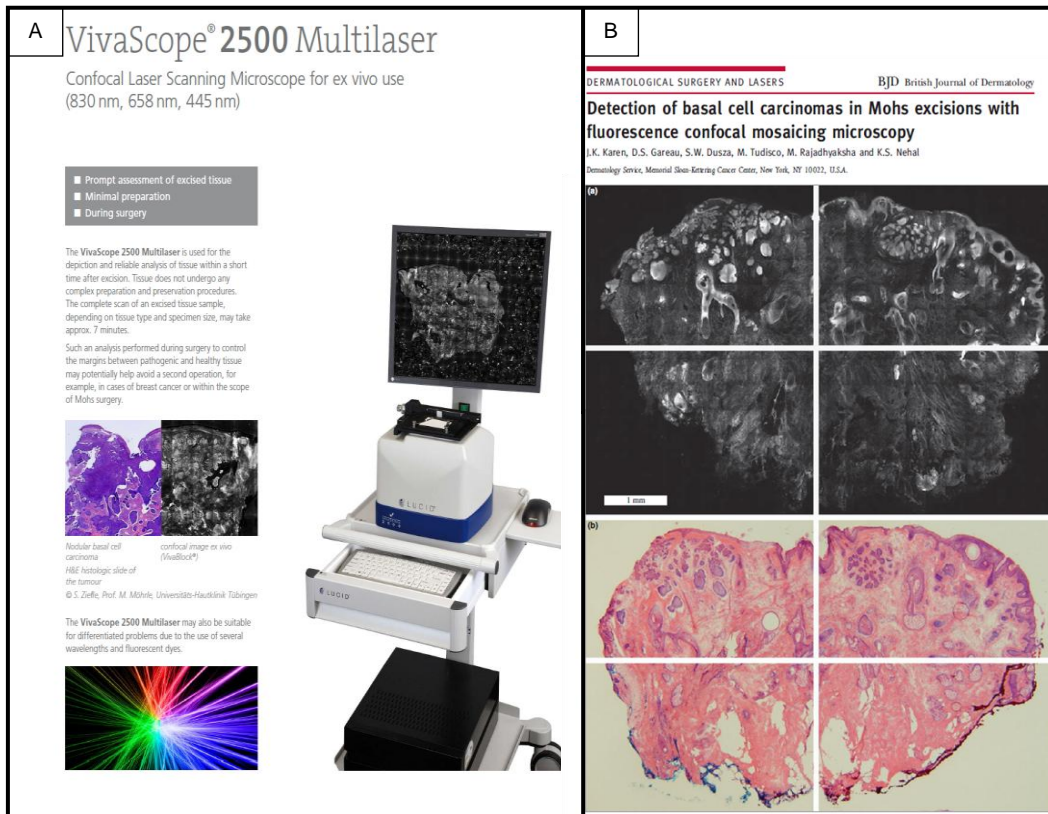 A
VivaScope® 2500 Multilaser
Confocal Laser Scanning Microscope for ex vivo use
(830 nm, 658 nm, 445 nm)
■ Prompt assessment of excised tissue
■ Minimal preparation
■ During surgery
The VivaScope 2500 Multilaser is used for the
depiction and reliable analysis of tissue within a short
time after excision. Tissue does not undergo any
complex preparation and preservation procedures.
The complete scan of an excised tissue sample,
depending on tissue type and specimen size, may take
approx. 7 minutes.
Such an analysis performed during surgery to control
the margins between pathogenic and healthy tissue
may potentially help avoid a second operation, for
example, in cases of breast cancer or within the scope
of Mohs surgery.
Nodular basal cell
carcinoma
H&E histologic slide of
the tumour
confocal image ex vivo
(VivaBlock®)
© S. Ziefle, Prof. M. Möhrle, Universitäts-Hautklinik Tübingen
The VivaScope 2500 Multilaser may also be suitable
for differentiated problems due to the use of several
wavelengths and fluorescent dyes.
LUCID
LUCID
B
DERMATOLOGICAL SURGERY AND LASERS
BJD British Journal of Dermatology
Detection of basal cell carcinomas in Mohs excisions with
fluorescence confocal mosaicing microscopy
J.K. Karen, D.S. Gareau, S.W. Dusza, M. Tudisco, M. Rajadhyaksha and K.S. Nehal
Dermatology Service, Memorial Sloan-Kettering Cancer Center, New York, NY 10022, U.S.A.
(a)
1 mm
(b)